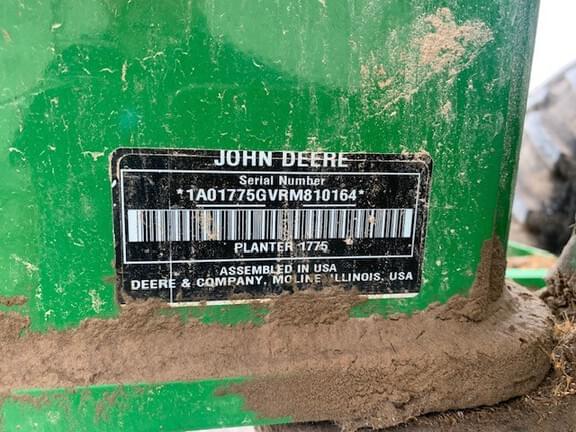 JOHN DEERE
Serial Number
*1A01775GVRM810164*
PLANTER 1775
ASSEMBLED IN USA
DEERE & COMPANY, MOLINE ILLINOIS, USA